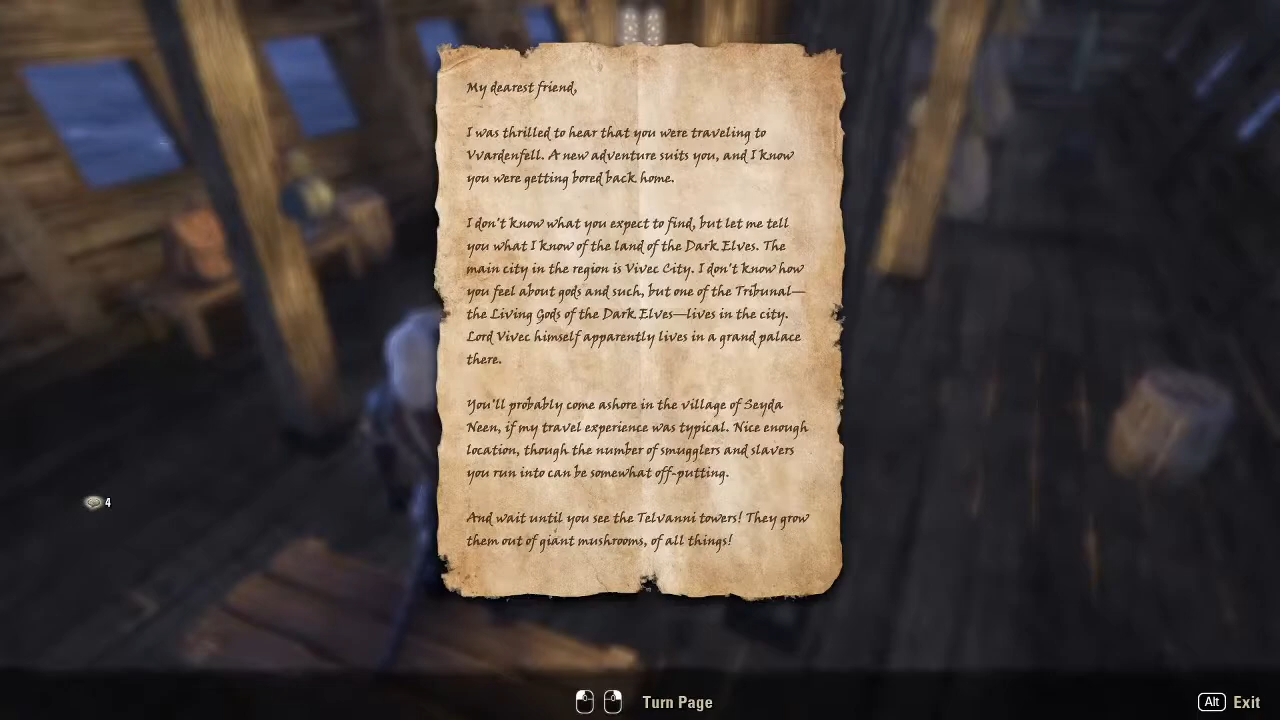 My dearest friend,
I was thrilled to hear that you were traveling to
Vvardenfell. A new adventure suits you, and I know
you were getting bored back home.
I don't know what you expect to find, but let me tell
you what I know of the land of the Dark Elves. The
main city in the region is Vivec City. I don't know how
you feel about gods and such, but one of the Tribunal—
the Living Gods of the Dark Elves—lives in the city.
Lord Vivec himself apparently lives in a grand palace
there.
You'll probably come ashore in the village of Seyda
Neen, if my travel experience was typical. Nice enough
location, though the number of smugglers and slavers
you run into can be somewhat off-putting.
And wait until you see the Telvanni towers! They grow
them out of giant mushrooms, of all things!
4
Turn Page
Alt Exit